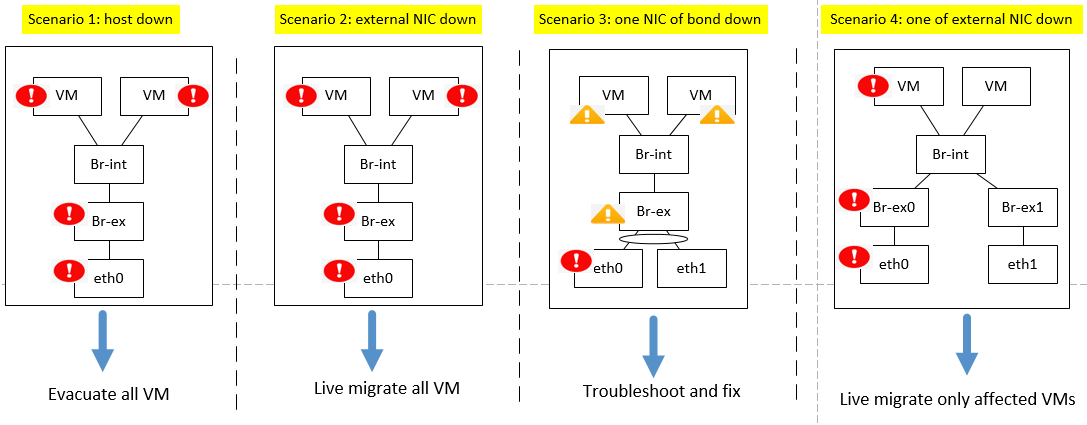 Scenario 1: host down
VM
VM
Br-int
Br-ex
eth0
Evacuate all VM
Scenario 2: external NIC down
VM
VM
Br-int
Br-ex
eth0
Live migrate all VM
Scenario 3: one NIC of bond down
VM
VM
Br-int
Br-ex
eth0
eth1
Troubleshoot and fix
Scenario 4: one of external NIC down
VM
VM
Br-int
Br-ex0
Br-ex1
eth0
eth1
Live migrate only affected VMs